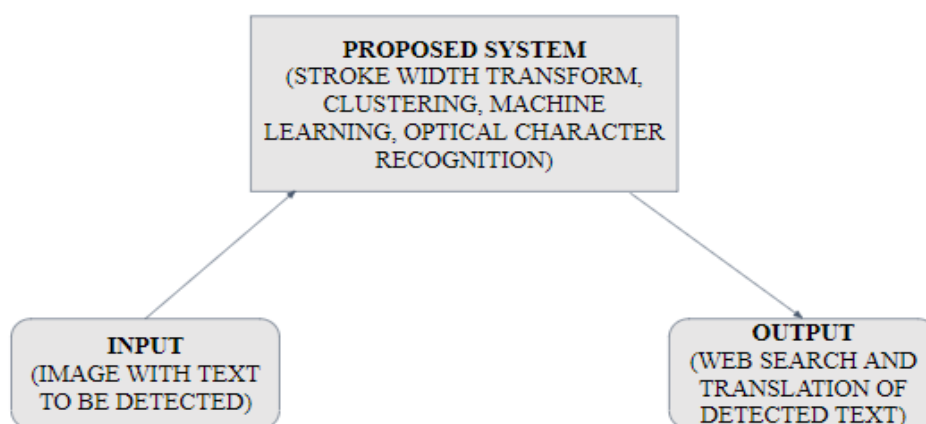 PROPOSED SYSTEM
(STROKE WIDTH TRANSFORM,
CLUSTERING, MACHINE
LEARNING, OPTICAL CHARACTER
RECOGNITION)
INPUT
(IMAGE WITH TEXT
TO BE DETECTED)
OUTPUT
(WEB SEARCH AND
TRANSLATION OF
DETECTED TEXT)